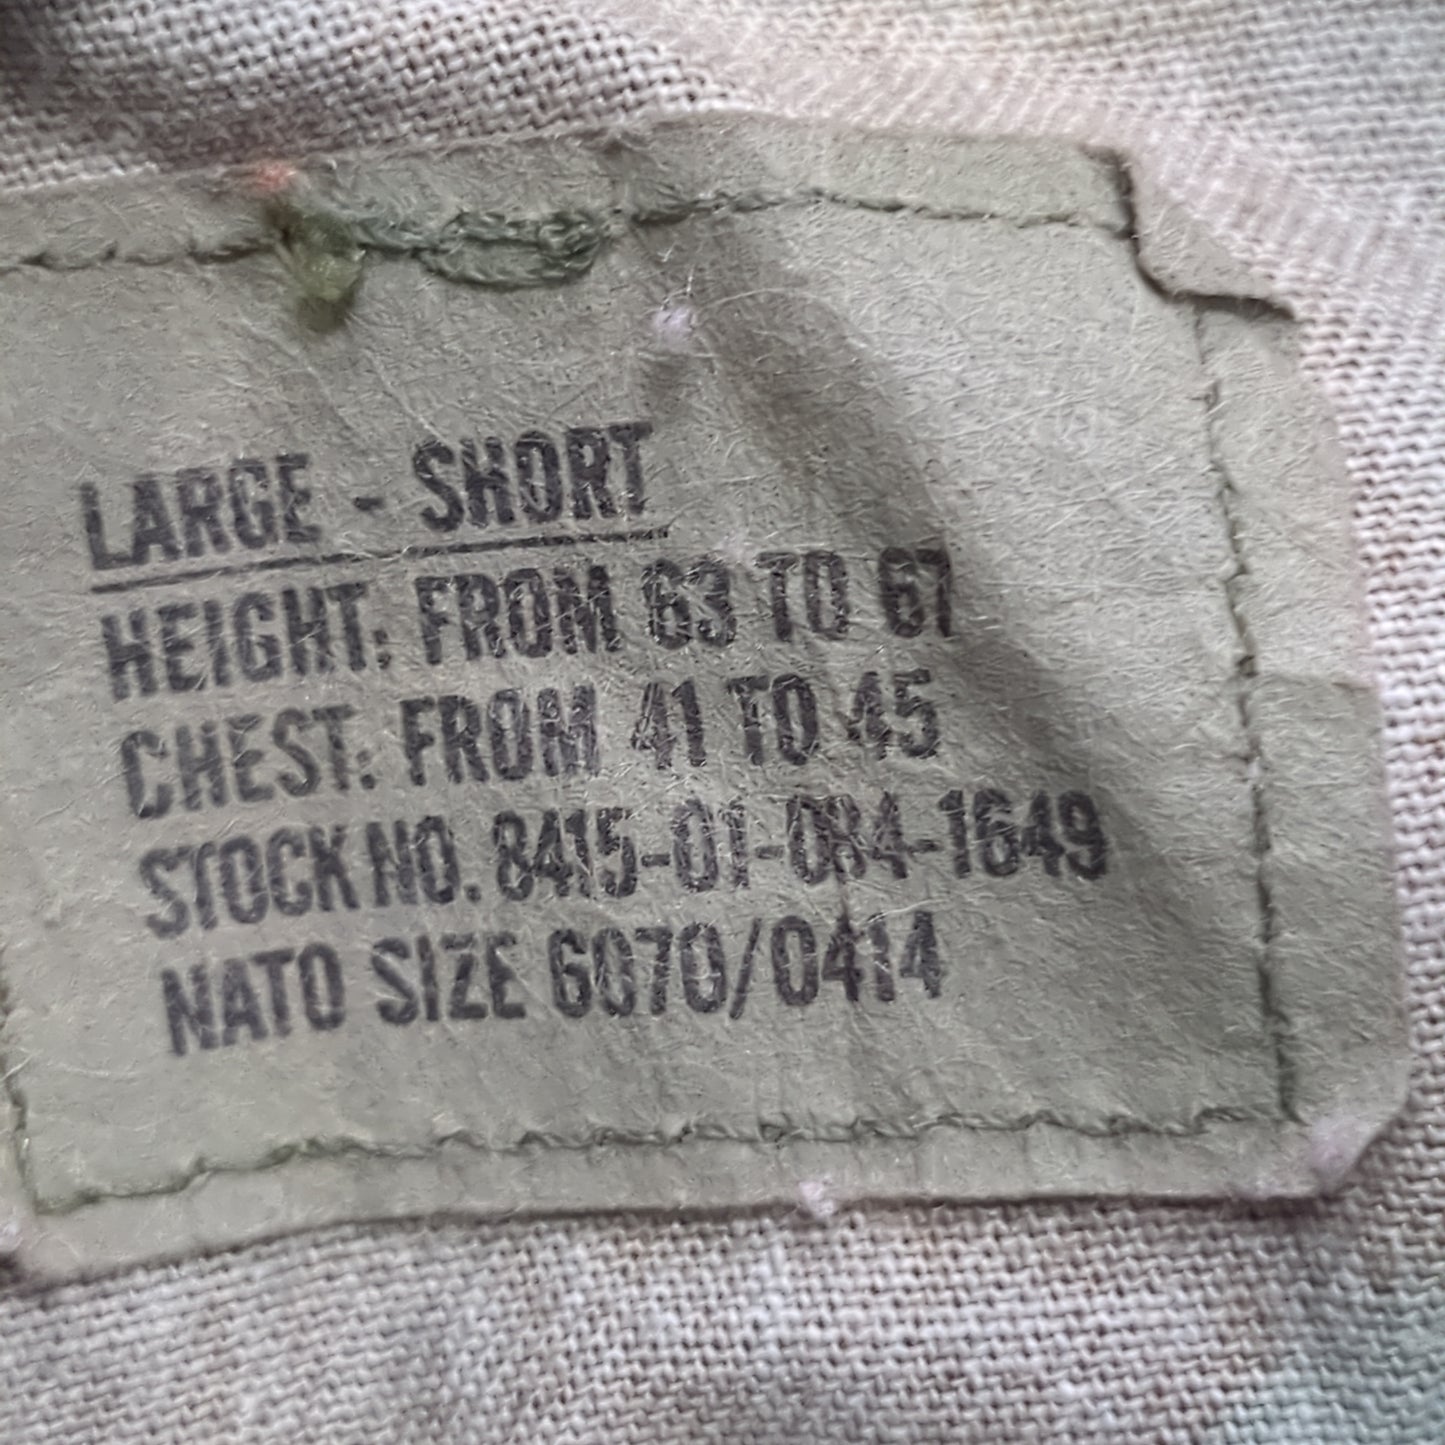 LARGE - SHORT
HEIGHT: FROM 63 TO 67
CHEST: FROM 41 TO 45
STOCK NO. 8415-01-084-1649
NATO SIZE 6070/0414